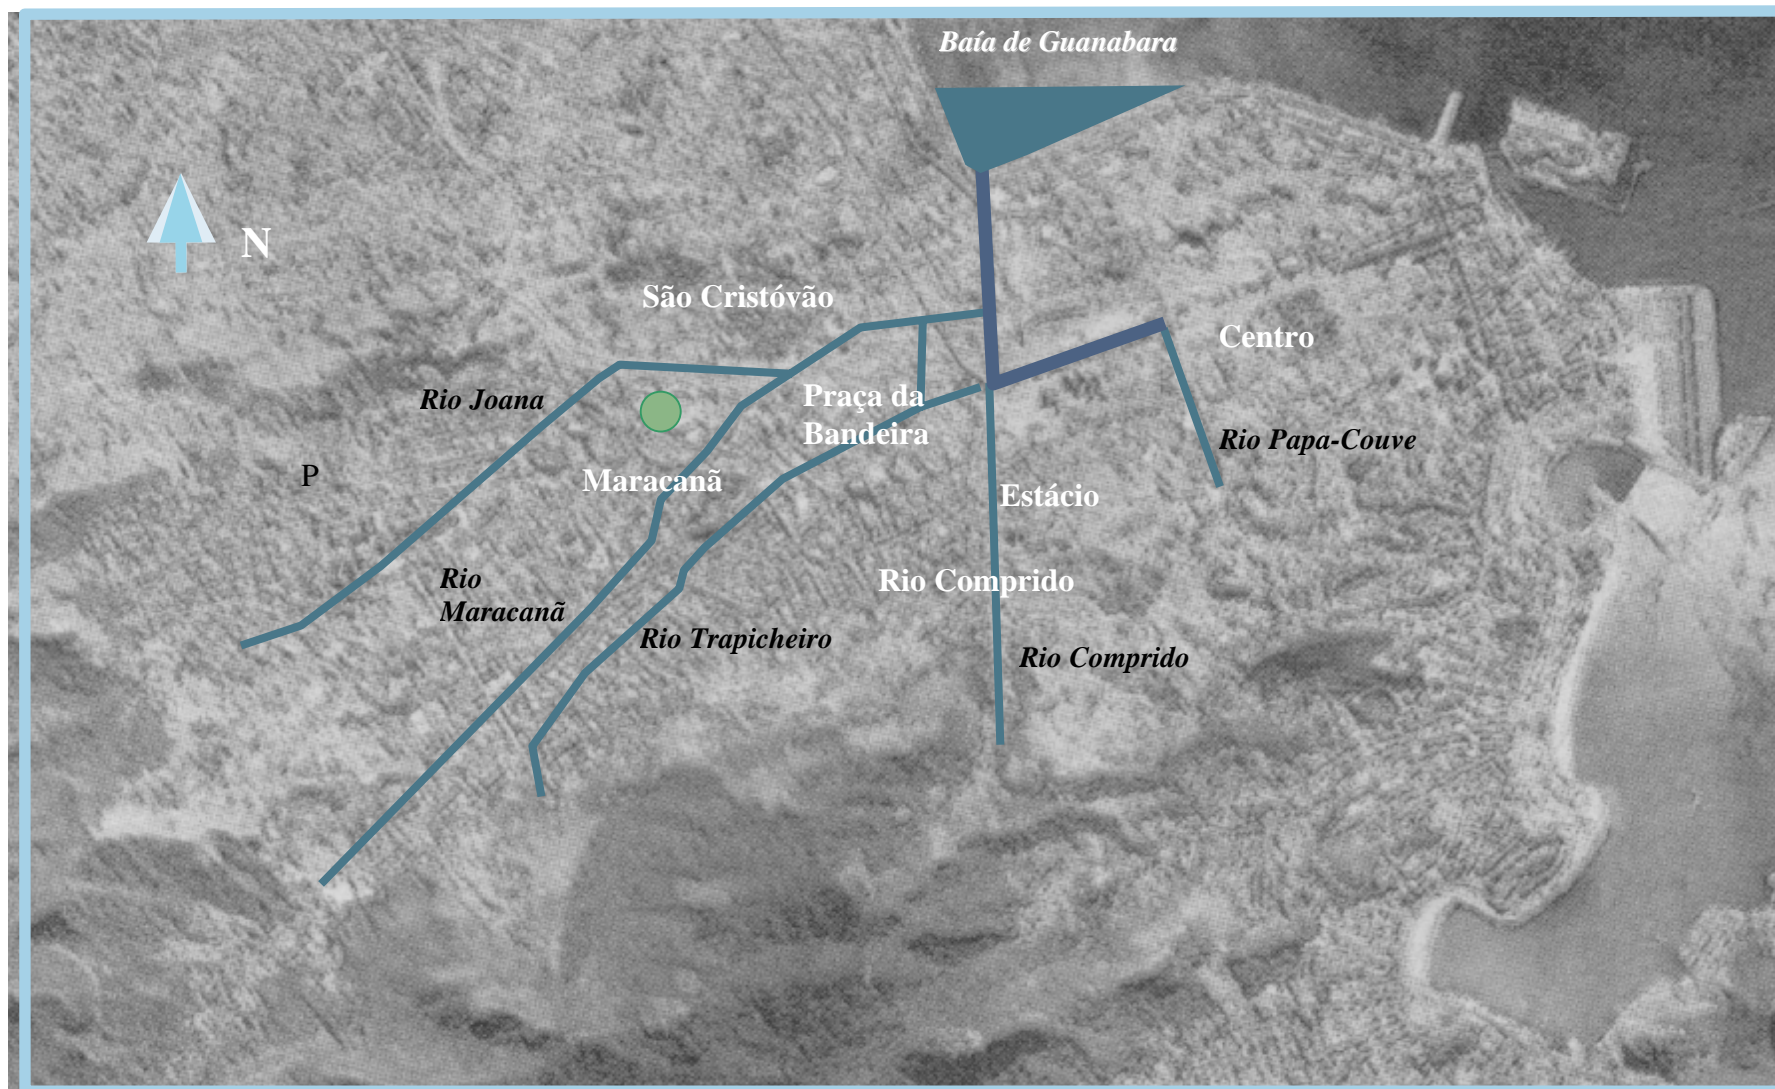 Baía de Guanabara
N
São Cristóvão
Centro
Rio Joana
Praça da
Bandeira
Rio Papa-Couve
P
Maracanã
Estácio
Rio
Maracanã
Rio Comprido
Rio Trapicheiro
Rio Comprido